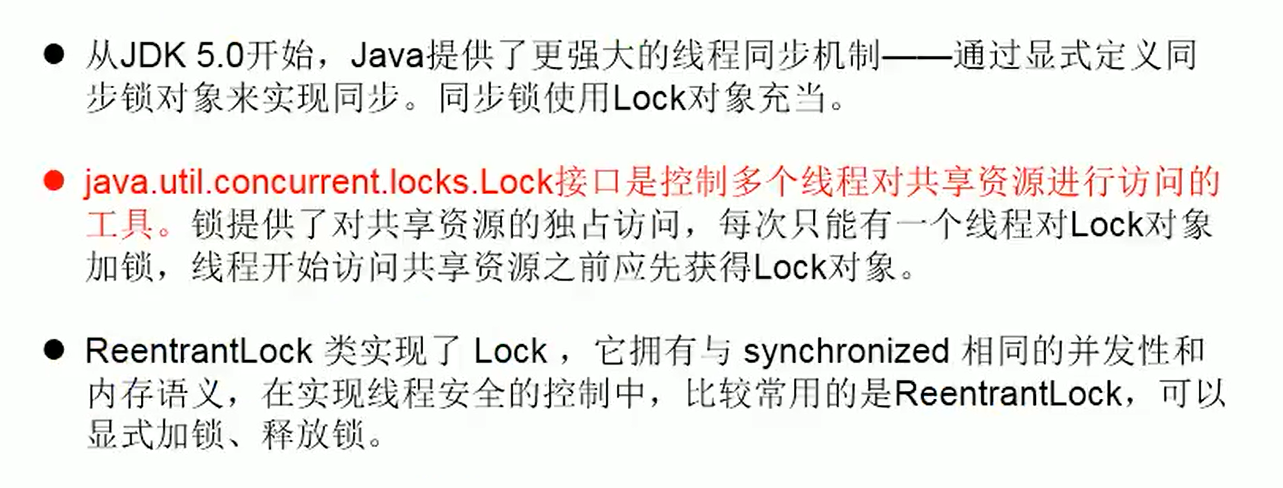 ● 从JDK 5.0开始，Java提供了更强大的线程同步机制——通过显式定义同
步锁对象来实现同步。同步锁使用Lock对象充当。
● java.util.concurrent.locks.Lock接口是控制多个线程对共享资源进行访问的
工具。锁提供了对共享资源的独占访问，每次只能有一个线程对Lock对象
加锁，线程开始访问共享资源之前应先获得Lock对象。
● ReentrantLock 类实现了 Lock ，它拥有与 synchronized 相同的并发性和
内存语义，在实现线程安全的控制中，比较常用的是ReentrantLock，可以
显式加锁、释放锁。